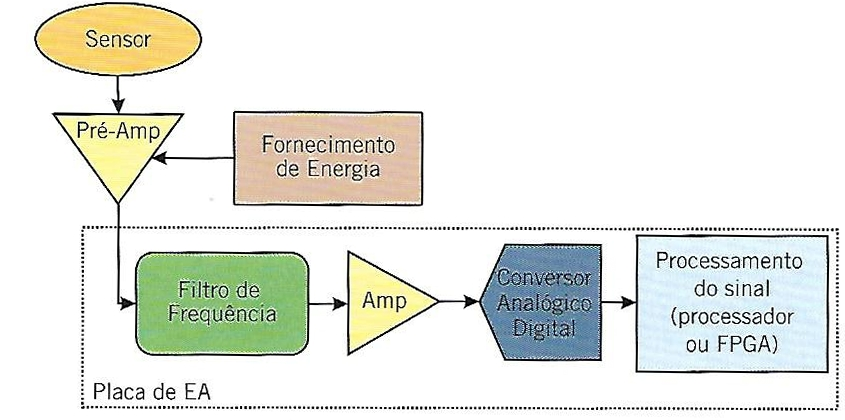 Sensor
Pré-Amp
Fornecimento
de Energia
Filtro de
Frequência
Amp
Conversor
Analógico
Digital
Processamento
do sinal
(processador
ou FPGA)
Placa de EA